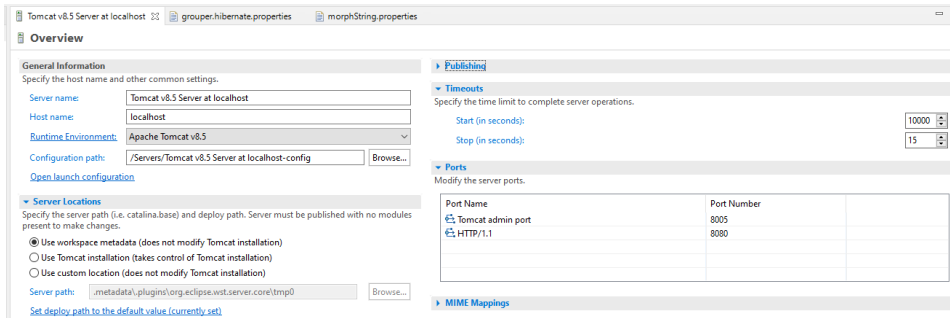 Tomcat v8.5 Server at localhost
grouper.hibernate.properties
morphString.properties
Overview
General Information
Specify the host name and other common settings.
Server name:
Tomcat v8.5 Server at localhost
Host name:
localhost
Runtime Environment:
Apache Tomcat v8.5
Configuration path:
/Servers/Tomcat v8.5 Server at localhost-config
Browse...
Open launch configuration
Server Locations
Specify the server path (i.e. catalina.base) and deploy path. Server must be published with no modules
present to make changes.
Use workspace metadata (does not modify Tomcat installation)
Use Tomcat installation (takes control of Tomcat installation)
Use custom location (does not modify Tomcat installation)
Server path:
.metadata\.plugins\org.eclipse.wst.server.core\tmp0
Browse...
Set deploy path to the default value (currently set)
Publishing
Timeouts
Specify the time limit to complete server operations.
Start (in seconds):
10000
Stop (in seconds):
15
Ports
Modify the server ports.
Port Name
Port Number
Tomcat admin port
8005
HTTP/1.1
8080
MIME Mappings